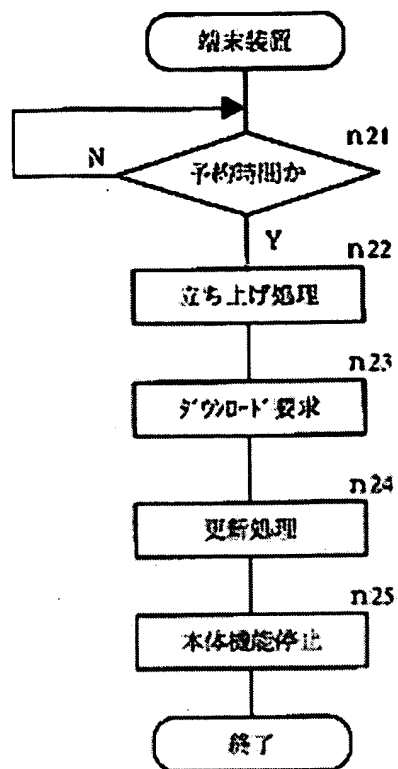 端末装置
n21
N
予約時間か
Y
n22
立ち上げ処理
n23
ダウンロード要求
n24
更新処理
n25
本体機能停止
終了